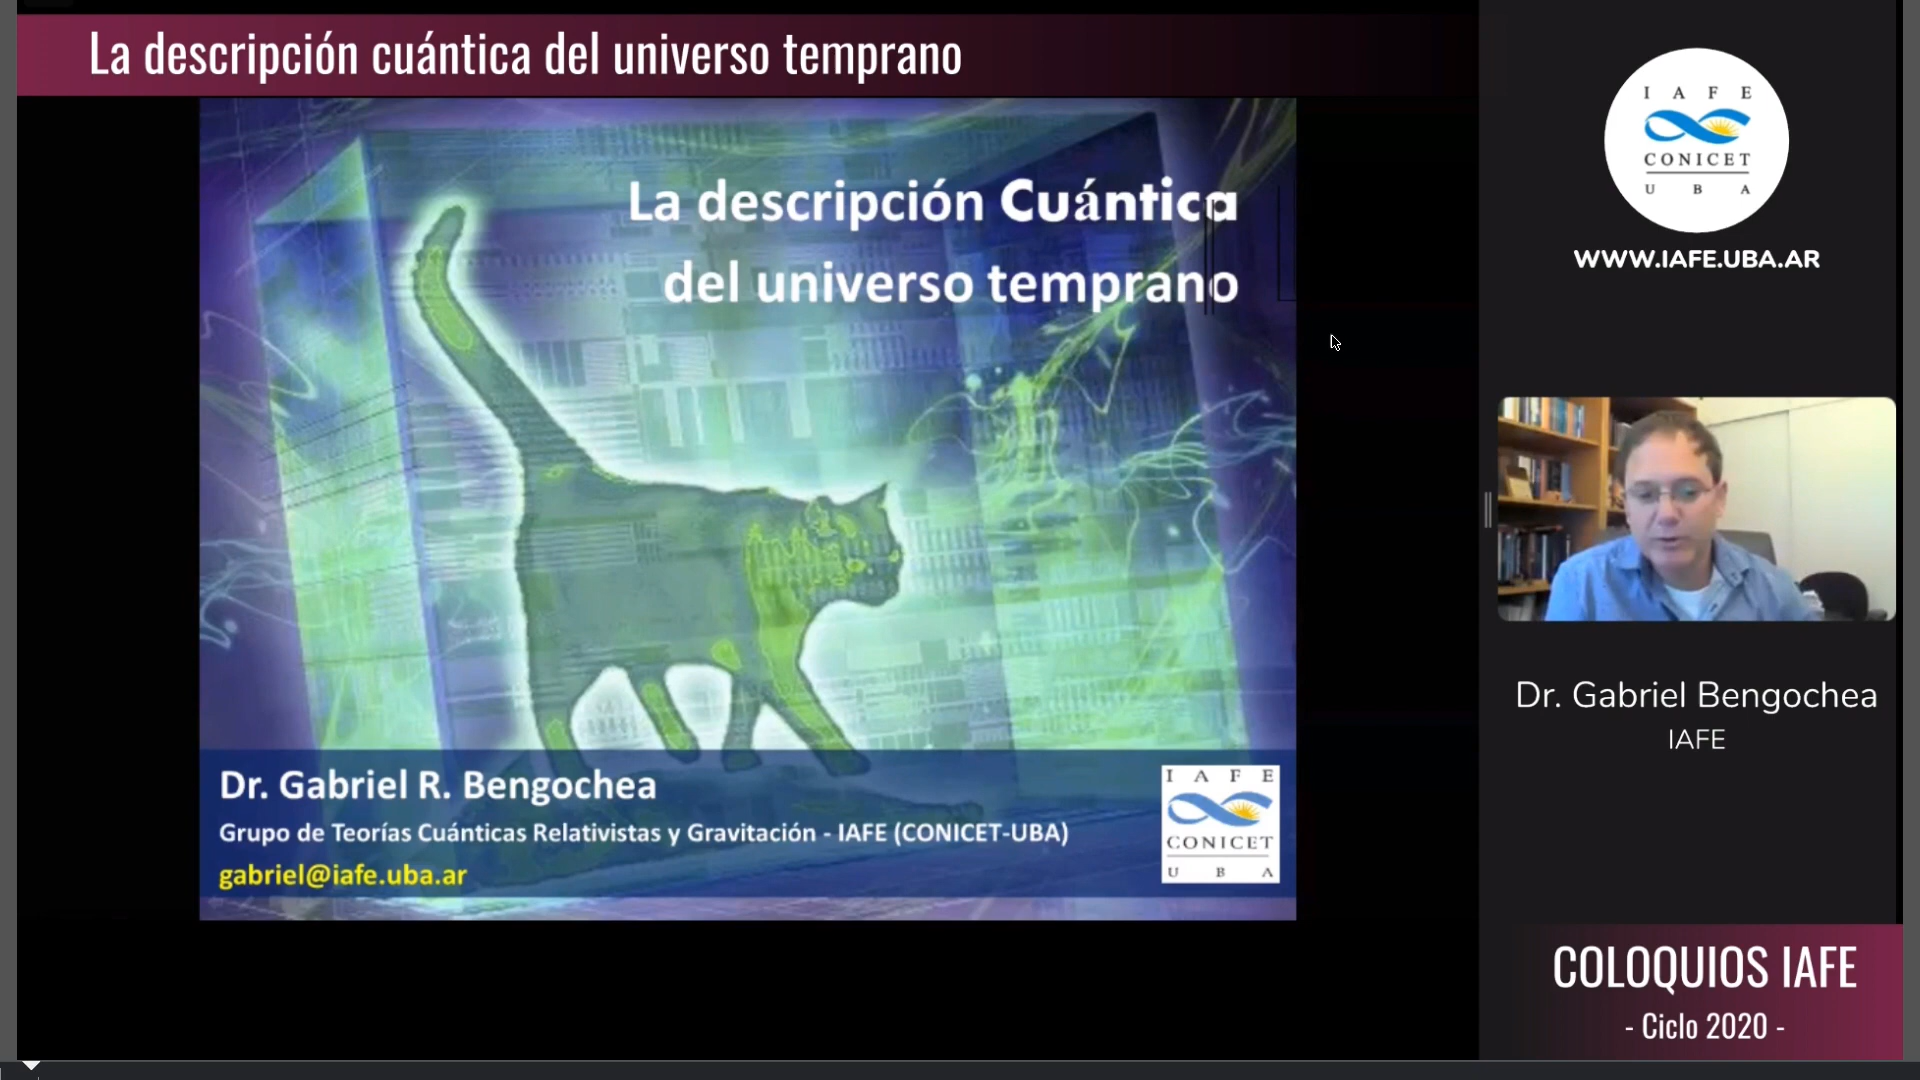 La descripción cuántica del universo temprano
La descripción Cuántica
del universo temprano
Dr. Gabriel R. Bengochea
Grupo de Teorías Cuánticas Relativistas y Gravitación - IAFE (CONICET-UBA)
gabriel@iafe.uba.ar
I A F E
CONICET
U B A
I A F E
CONICET
U B A
WWW.IAFE.UBA.AR
Dr. Gabriel Bengochea
IAFE
COLOQUIOS IAFE
- Ciclo 2020 -